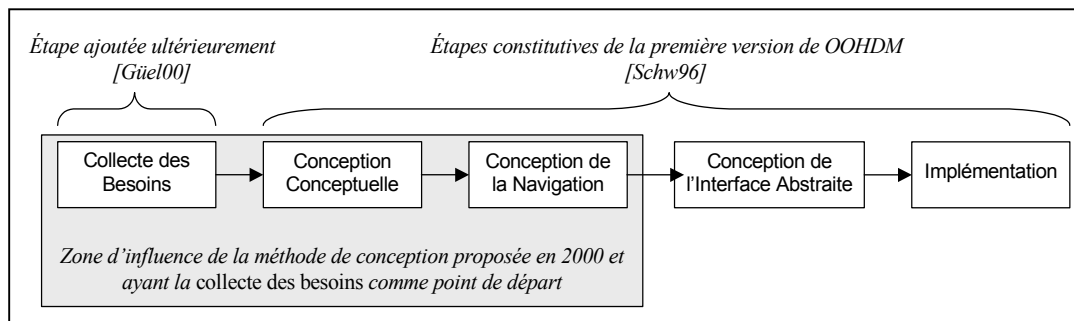 Étape ajoutée ultérieurement
[Güel00]
Étapes constitutives de la première version de OOHDM
[Schw96]
Collecte des
Besoins
Conception
Conceptuelle
Conception de
la Navigation
Conception de
l'Interface Abstraite
Implémentation
Zone d'influence de la méthode de conception proposée en 2000 et
ayant la collecte des besoins comme point de départ